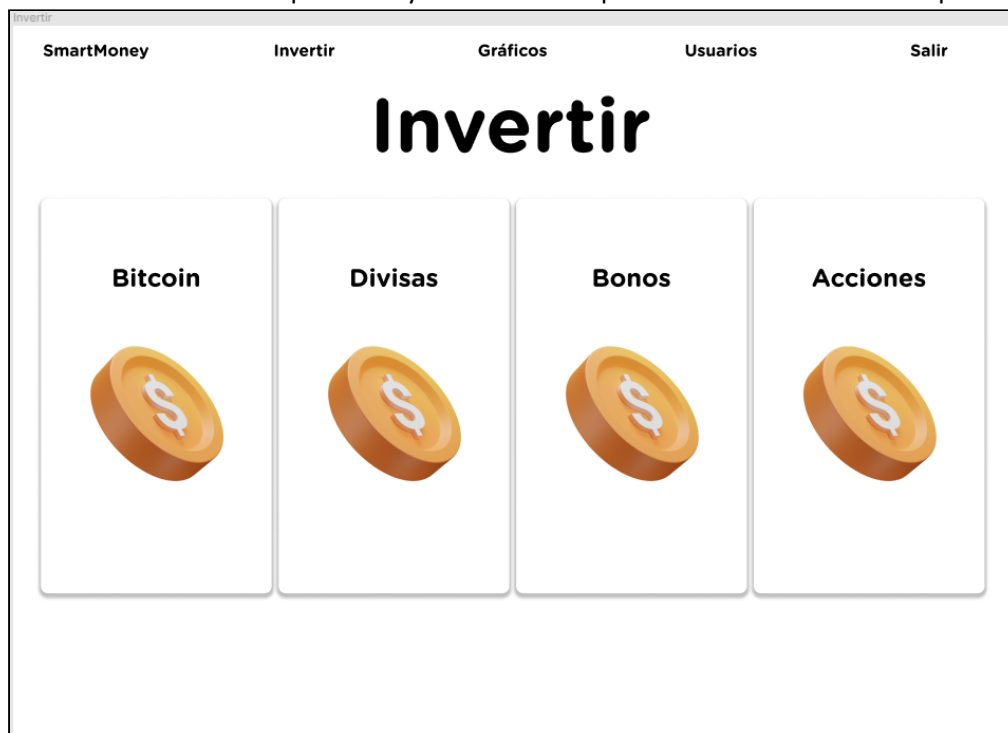 Invertir
SmartMoney Invertir Gráficos Usuarios Salir
Invertir
Bitcoin Divisas Bonos Acciones
$ $ $ $